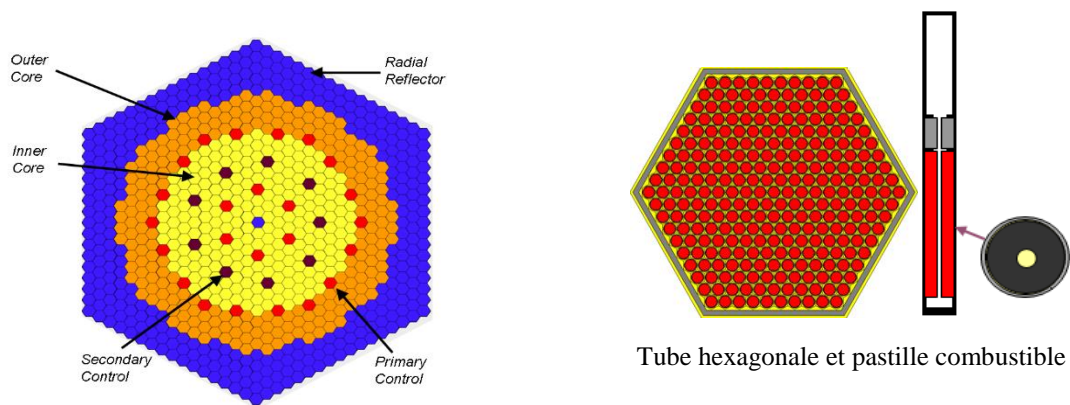 Outer
Core
Radial
Reflector
Inner
Core
Secondary
Control
Primary
Control
Tube hexagonale et pastille combustible